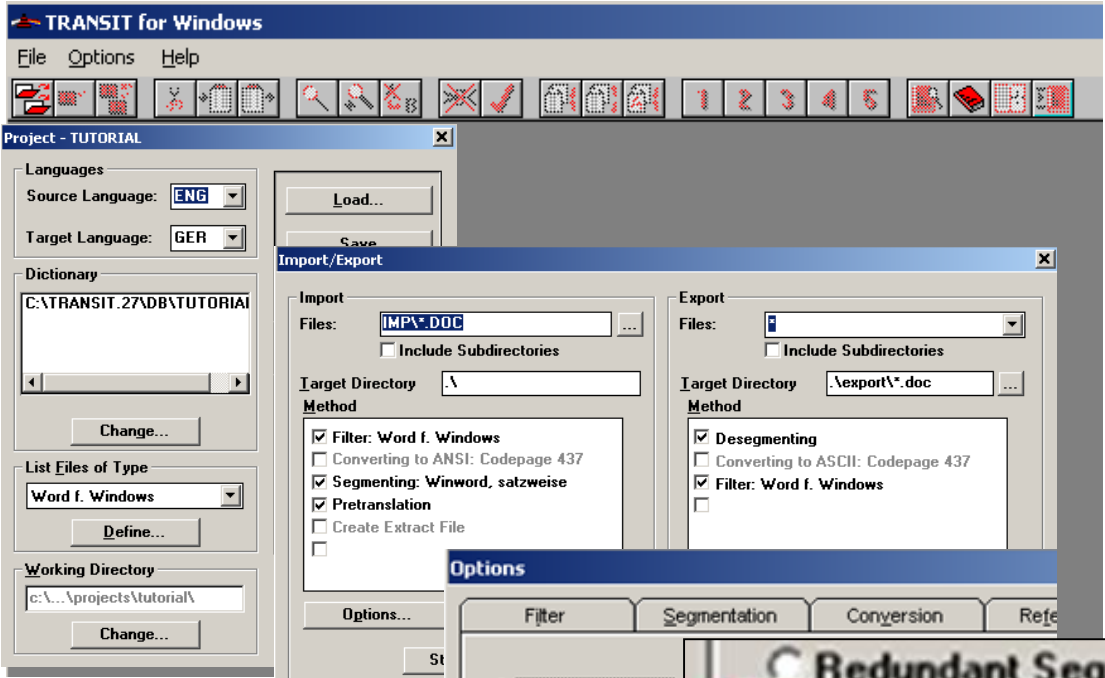 TRANSIT for Windows
File Options Help
1 2 3 4 5
Project - TUTORIAL
Languages
Source Language: ENG
Target Language: GER
Load...
Save
Dictionary
C:\TRANSIT.27\DB\TUTORIAL
Change...
List Files of Type
Word f. Windows
Define...
Working Directory
c:\...\projects\tutorial\
Change...
Import/Export
Import
Files: IMP\*.DOC ...
Include Subdirectories
Target Directory .\
Method
Filter: Word f. Windows
Converting to ANSI: Codepage 437
Segmenting: Winword, satzweise
Pretranslation
Create Extract File
Options...
St
Export
Files: *
Include Subdirectories
Target Directory .\export\*.doc ...
Method
Desegmenting
Converting to ASCII: Codepage 437
Filter: Word f. Windows
Options
Filter Segmentation Conversion Refe
Redundant Seg